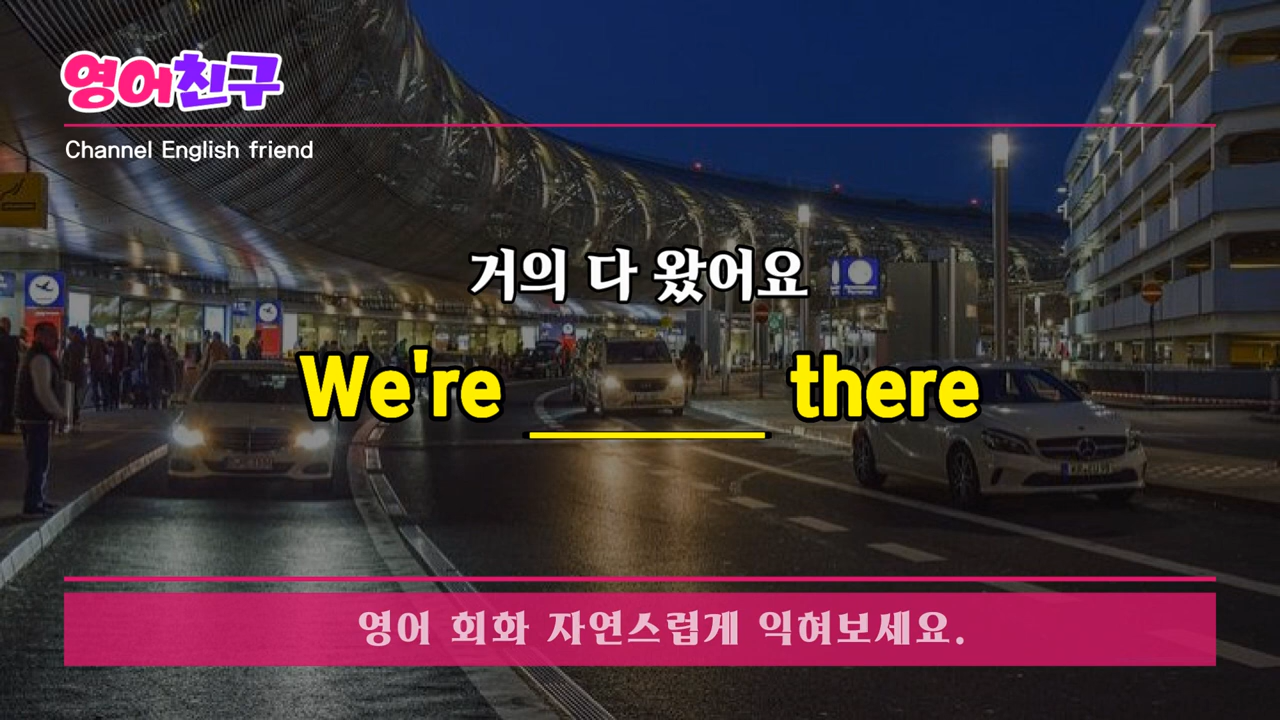 영어친구
Channel English friend
거의 다 왔어요
We're ______ there
영어 회화 자연스럽게 익혀보세요.